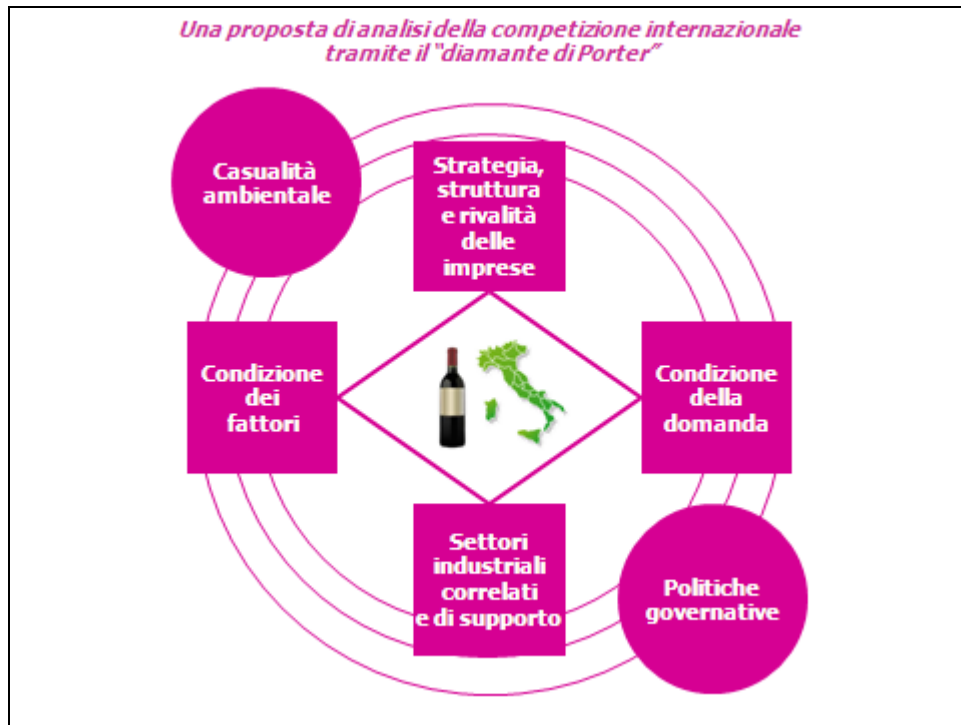 Una proposta di analisi della competizione internazionale
tramite il “diamante di Porter”
Casualità
ambientale
Strategia,
struttura
e rivalità
delle
imprese
Condizione
dei
fattori
Condizione
della
domanda
Settori
industriali
correlati
e di supporto
Politiche
governative